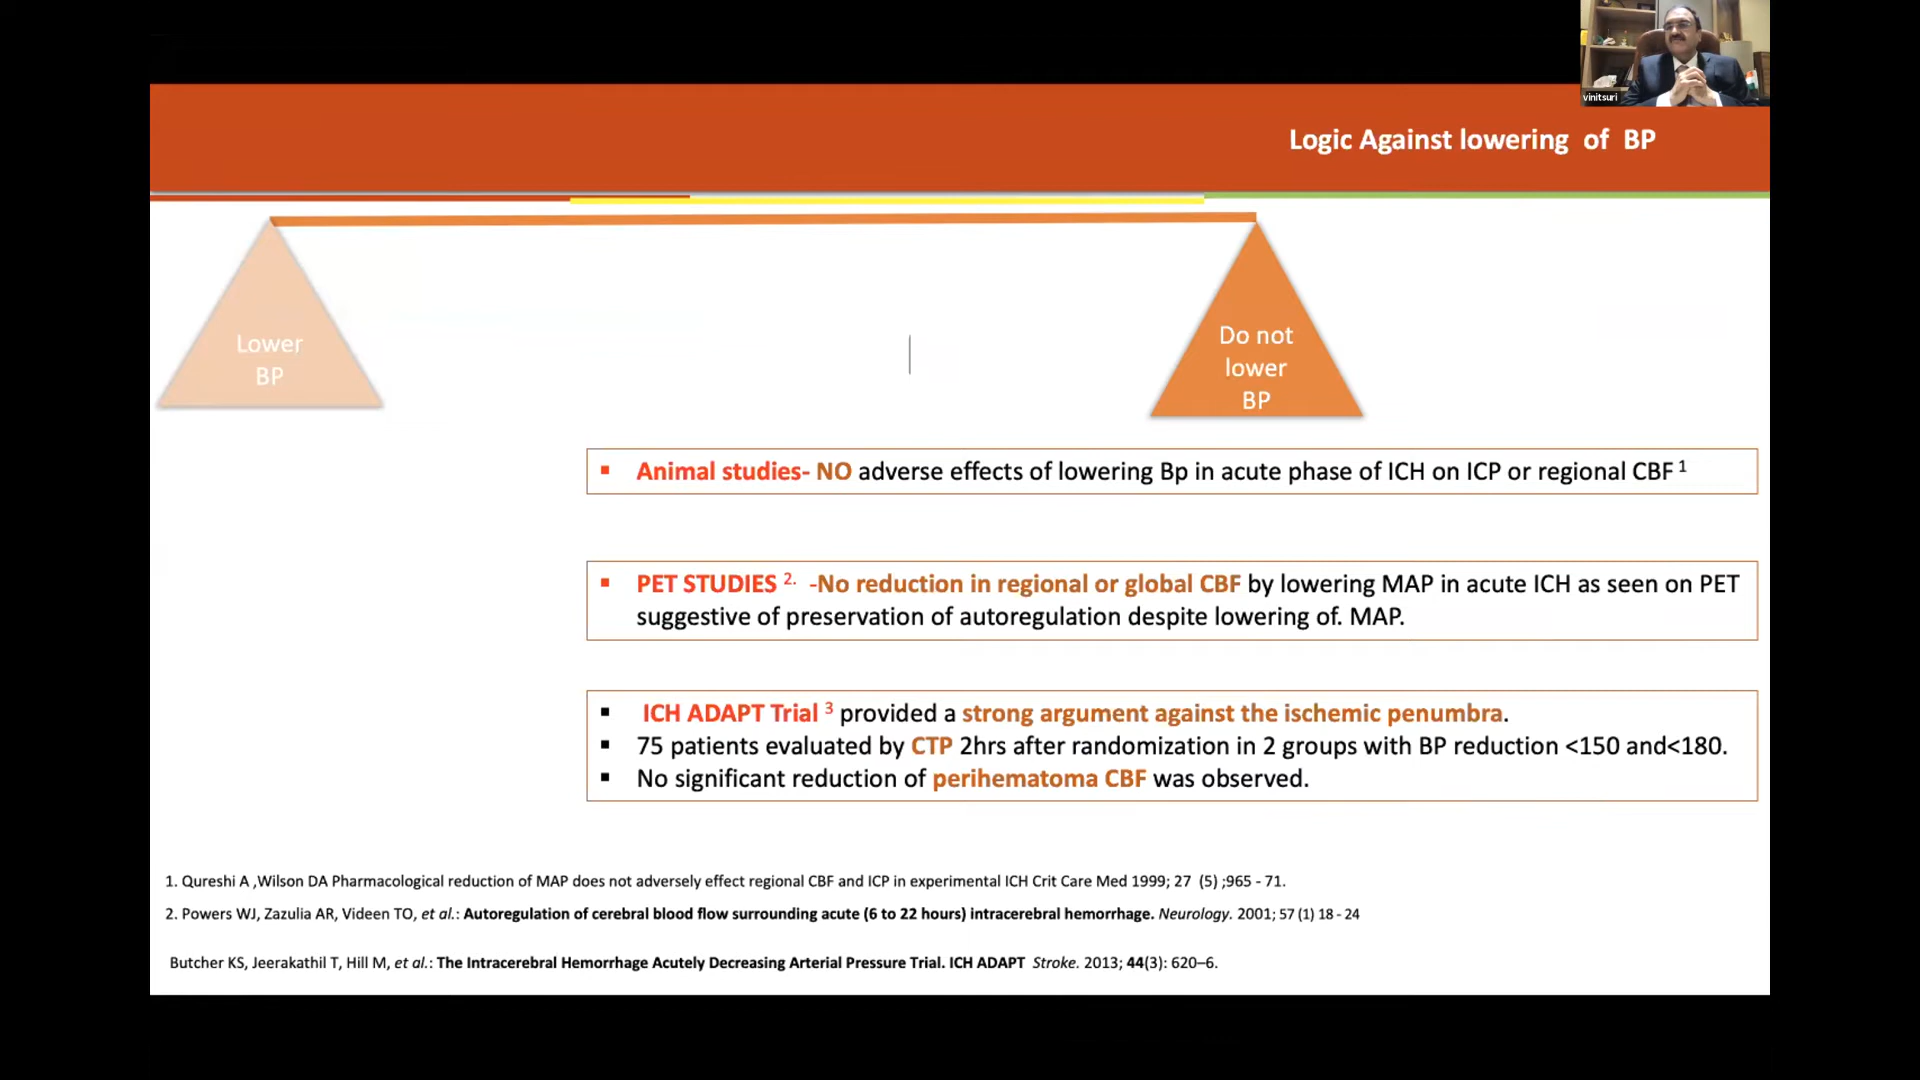 vinitsuri
Logic Against lowering of BP
Lower
BP
Do not
lower
BP
▪ Animal studies- NO adverse effects of lowering Bp in acute phase of ICH on ICP or regional CBF 1
▪ PET STUDIES 2. -No reduction in regional or global CBF by lowering MAP in acute ICH as seen on PET
suggestive of preservation of autoregulation despite lowering of. MAP.
▪ ICH ADAPT Trial 3 provided a strong argument against the ischemic penumbra.
▪ 75 patients evaluated by CTP 2hrs after randomization in 2 groups with BP reduction <150 and<180.
▪ No significant reduction of perihematoma CBF was observed.
1. Qureshi A ,Wilson DA Pharmacological reduction of MAP does not adversely effect regional CBF and ICP in experimental ICH Crit Care Med 1999; 27 (5) ;965 - 71.
2. Powers WJ, Zazulia AR, Videen TO, et al.: Autoregulation of cerebral blood flow surrounding acute (6 to 22 hours) intracerebral hemorrhage. Neurology. 2001; 57 (1) 18 - 24
Butcher KS, Jeerakathil T, Hill M, et al.: The Intracerebral Hemorrhage Acutely Decreasing Arterial Pressure Trial. ICH ADAPT Stroke. 2013; 44(3): 620–6.